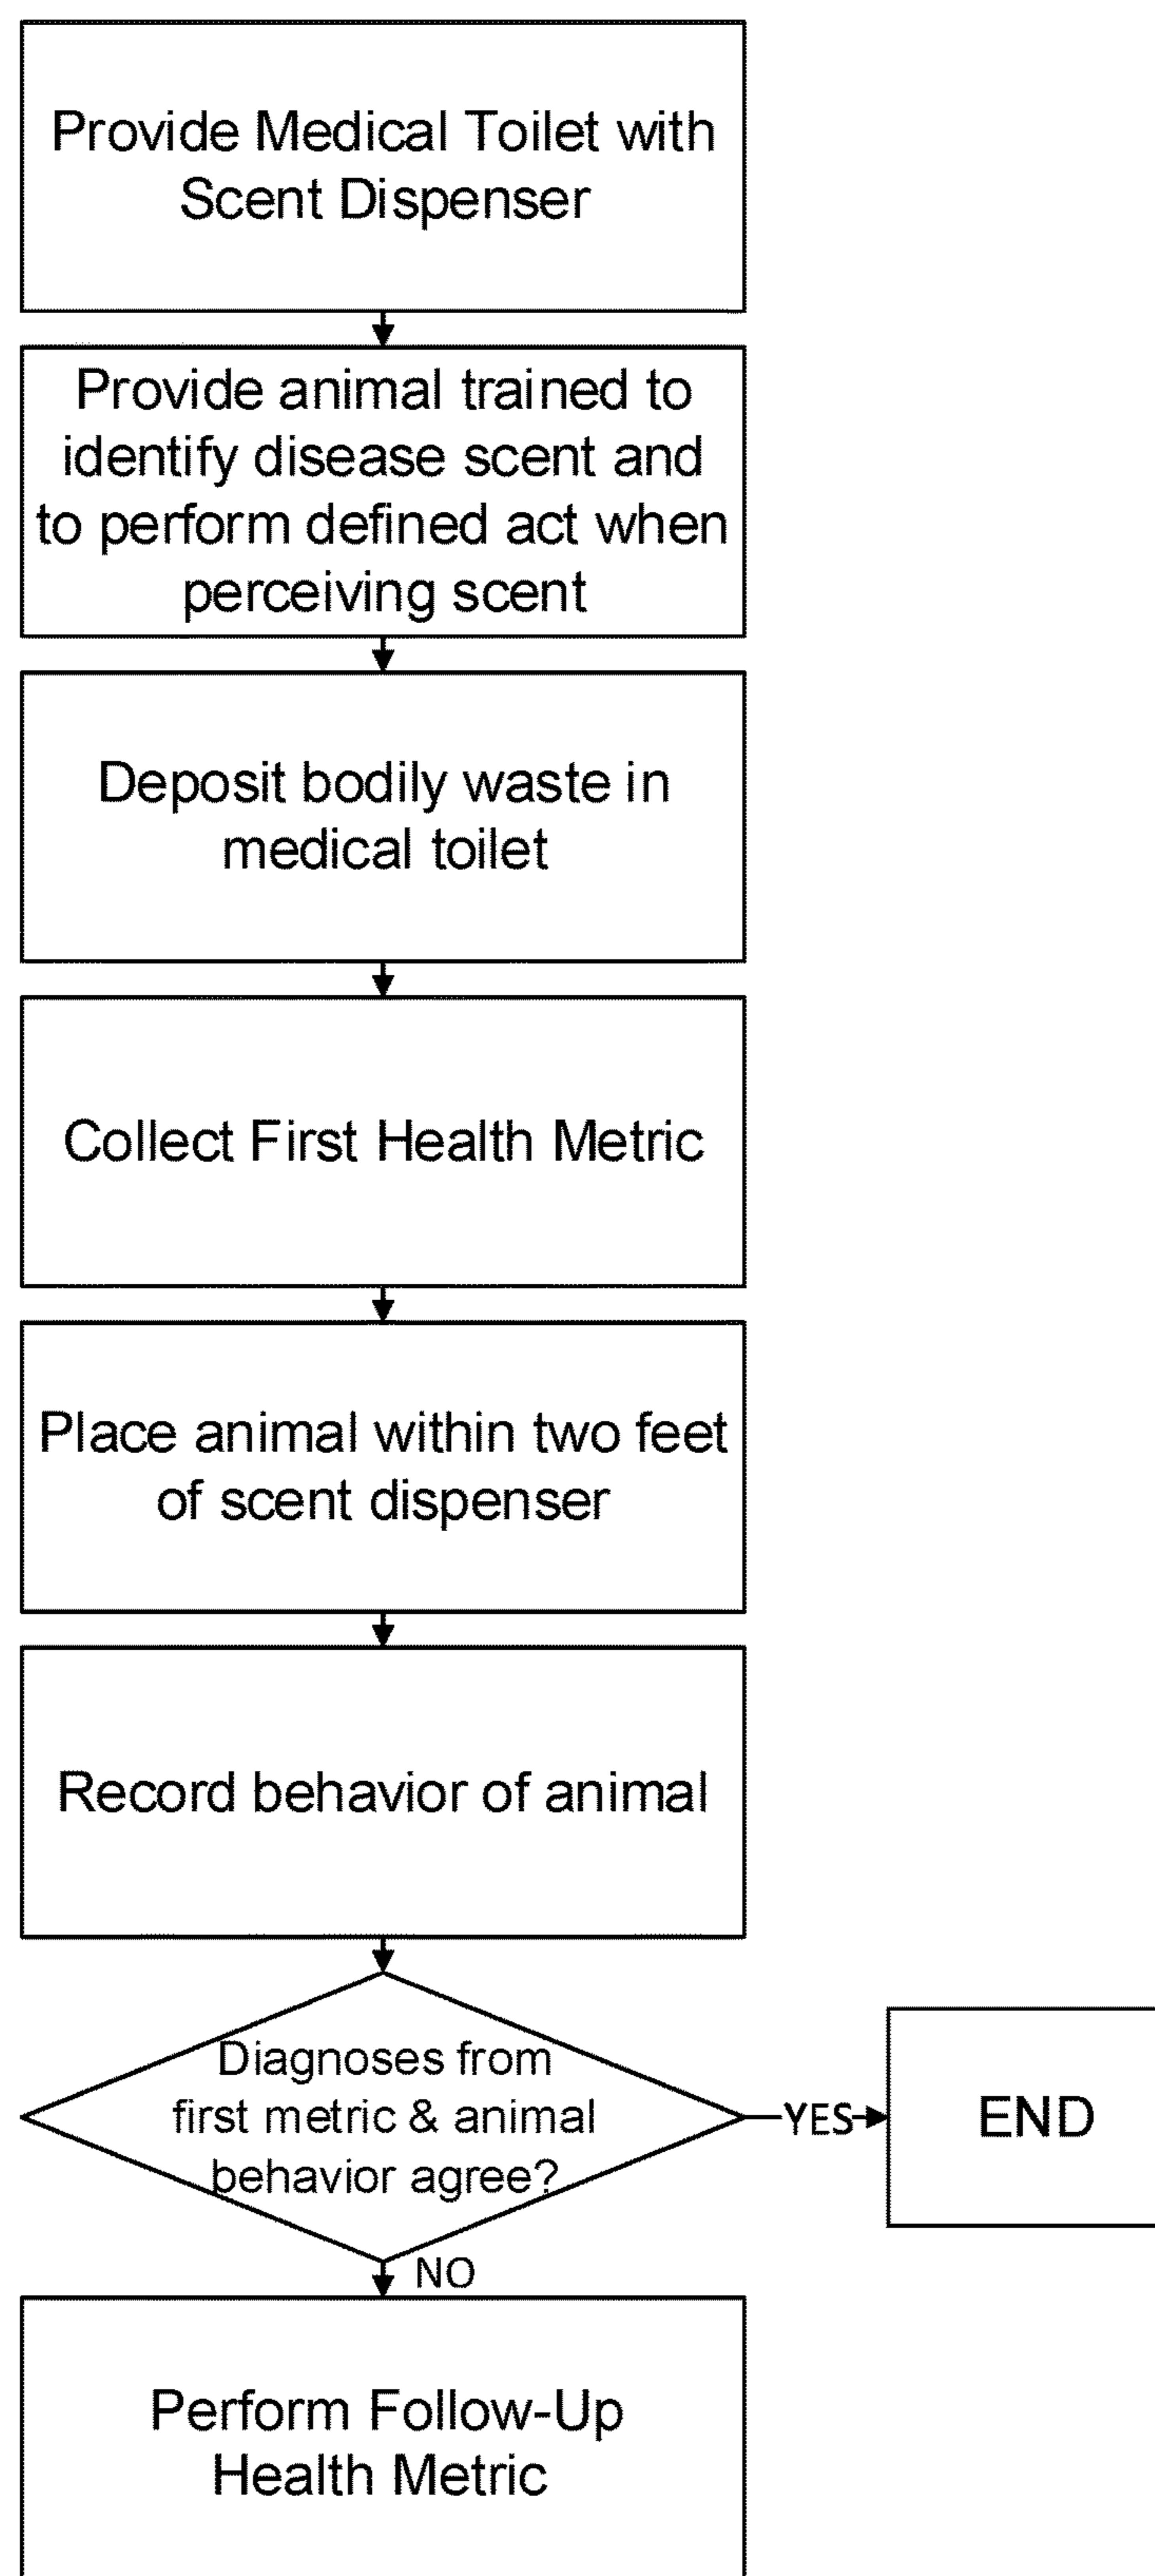 Provide Medical Toilet with
Scent Dispenser
Provide animal trained to
identify disease scent and
to perform defined act when
perceiving scent
Deposit bodily waste in
medical toilet
Collect First Health Metric
Place animal within two feet
of scent dispenser
Record behavior of animal
Diagnoses from
first metric & animal
behavior agree?
YES
END
NO
Perform Follow-Up
Health Metric